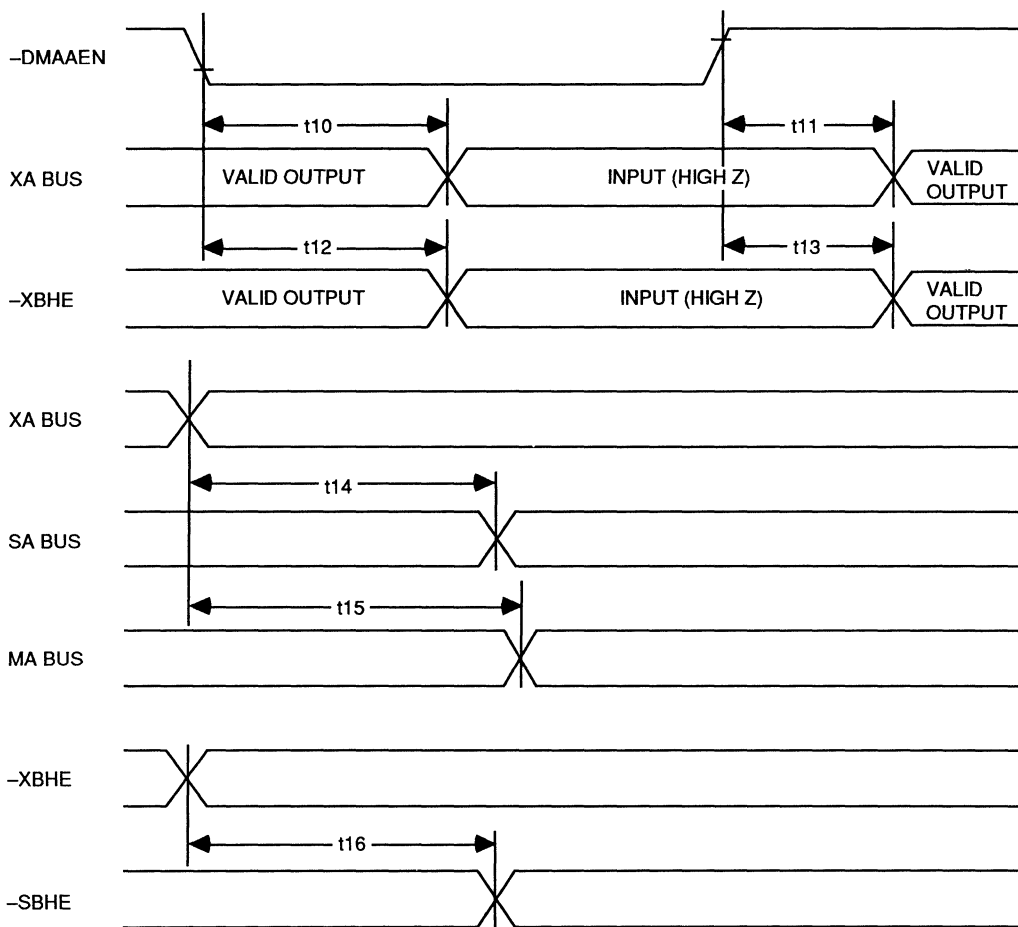 –DMAAEN
t10
t11
XA BUS
VALID OUTPUT
INPUT (HIGH Z)
VALID
OUTPUT
t12
t13
–XBHE
VALID OUTPUT
INPUT (HIGH Z)
VALID
OUTPUT
XA BUS
t14
SA BUS
t15
MA BUS
–XBHE
t16
–SBHE